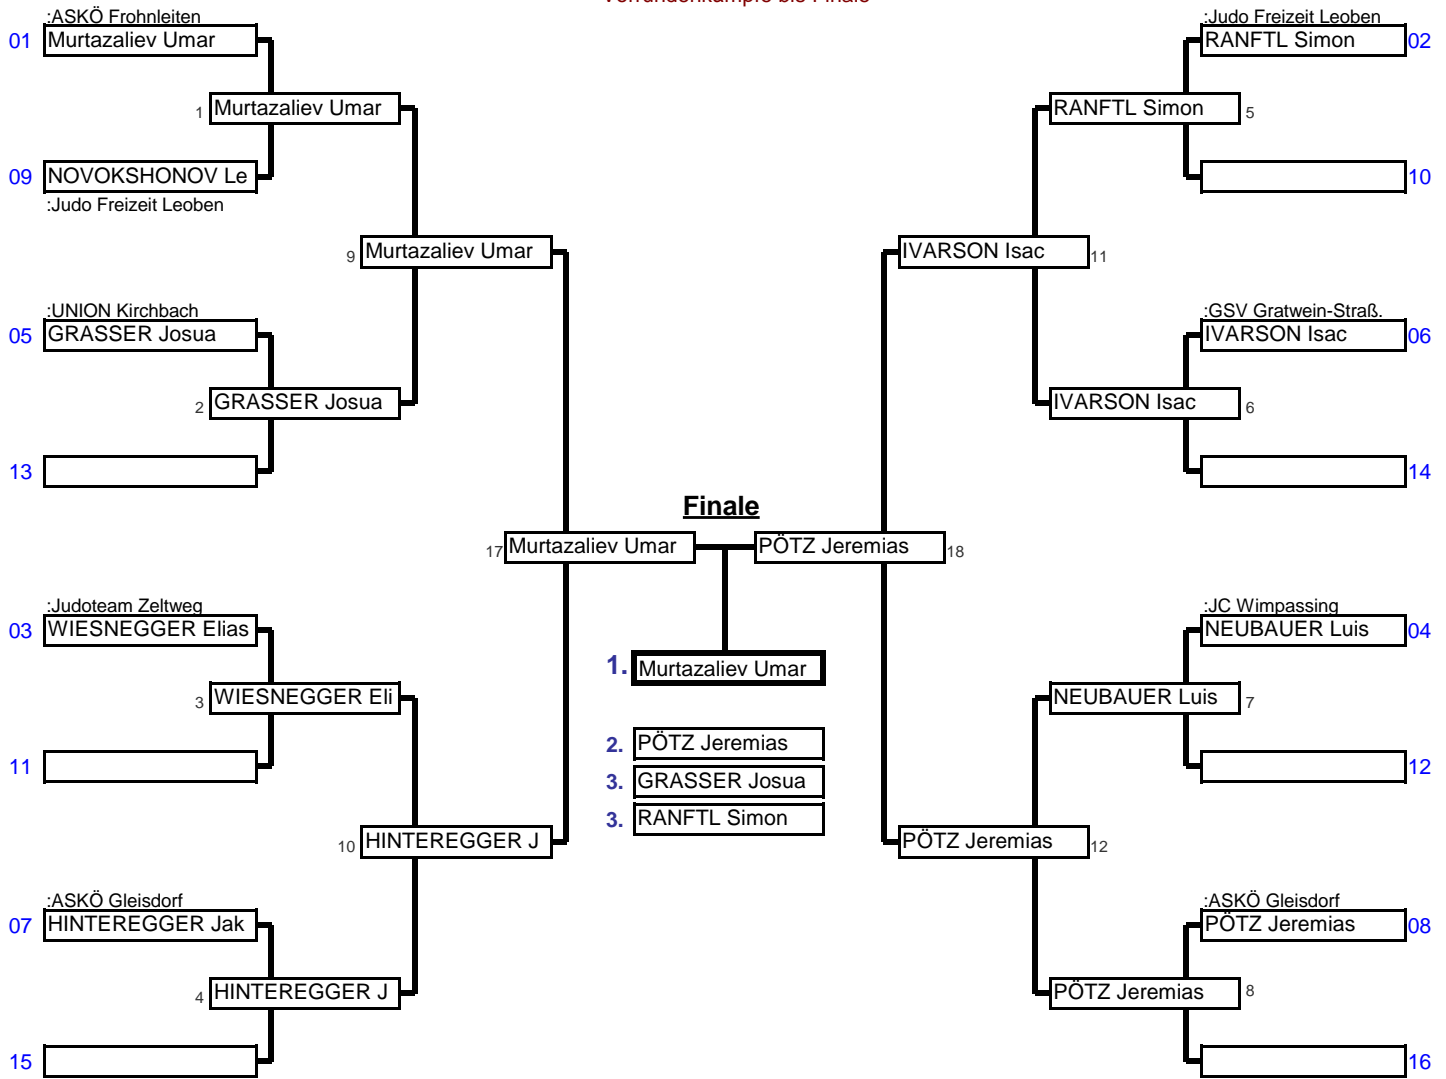 Vorrundenkämpfe bis Finale
:ASKÖ Frohnleiten
01 Murtazaliev Umar
1 Murtazaliev Umar
09 NOVOKSHONOV Le
:Judo Freizeit Leoben
9 Murtazaliev Umar
:UNION Kirchbach
05 GRASSER Josua
2 GRASSER Josua
13
17 Murtazaliev Umar
:Judoteam Zeltweg
03 WIESNEGGER Elias
3 WIESNEGGER Eli
11
10 HINTEREGGER J
:ASKÖ Gleisdorf
07 HINTEREGGER Jak
4 HINTEREGGER J
15
Finale
1. Murtazaliev Umar
2. PÖTZ Jeremias
3. GRASSER Josua
3. RANFTL Simon
:Judo Freizeit Leoben
RANFTL Simon 02
RANFTL Simon 5
10
IVARSON Isac 11
:GSV Gratwein-Straß.
IVARSON Isac 06
IVARSON Isac 6
14
PÖTZ Jeremias 18
:JC Wimpassing
NEUBAUER Luis 04
NEUBAUER Luis 7
12
PÖTZ Jeremias 12
:ASKÖ Gleisdorf
PÖTZ Jeremias 08
PÖTZ Jeremias 8
16